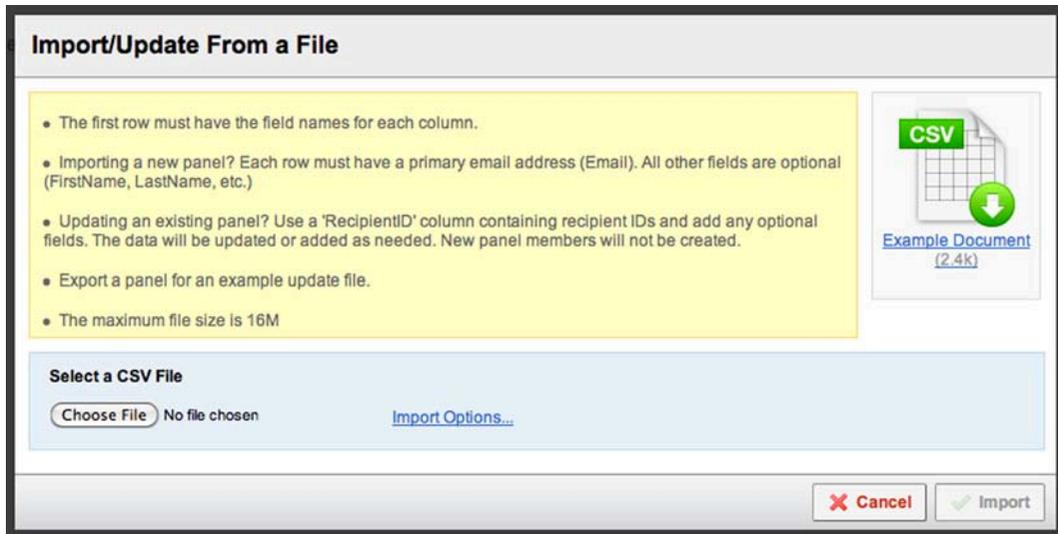 Import/Update From a File
• The first row must have the field names for each column.
• Importing a new panel? Each row must have a primary email address (Email). All other fields are optional
(FirstName, LastName, etc.)
• Updating an existing panel? Use a 'RecipientID' column containing recipient IDs and add any optional
fields. The data will be updated or added as needed. New panel members will not be created.
• Export a panel for an example update file.
• The maximum file size is 16M
CSV
Example Document
(2.4k)
Select a CSV File
Choose File No file chosen Import Options...
Cancel Import